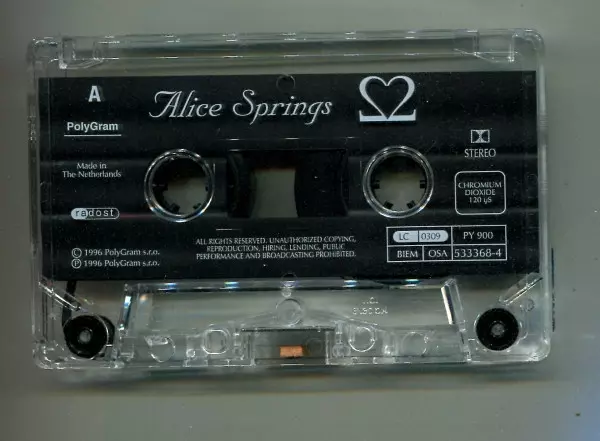 A
Alice Springs
PolyGram
STEREO
Made in
The Netherlands
CHROMIUM
DIOXIDE
120 µS
radost
ALL RIGHTS RESERVED. UNAUTHORIZED COPYING,
REPRODUCTION, HIRING, LENDING, PUBLIC
PERFORMANCE AND BROADCASTING PROHIBITED.
LC 0309 PY 900
BIEM OSA 533368-4
© 1996 PolyGram s.r.o.
℗ 1996 PolyGram s.r.o.